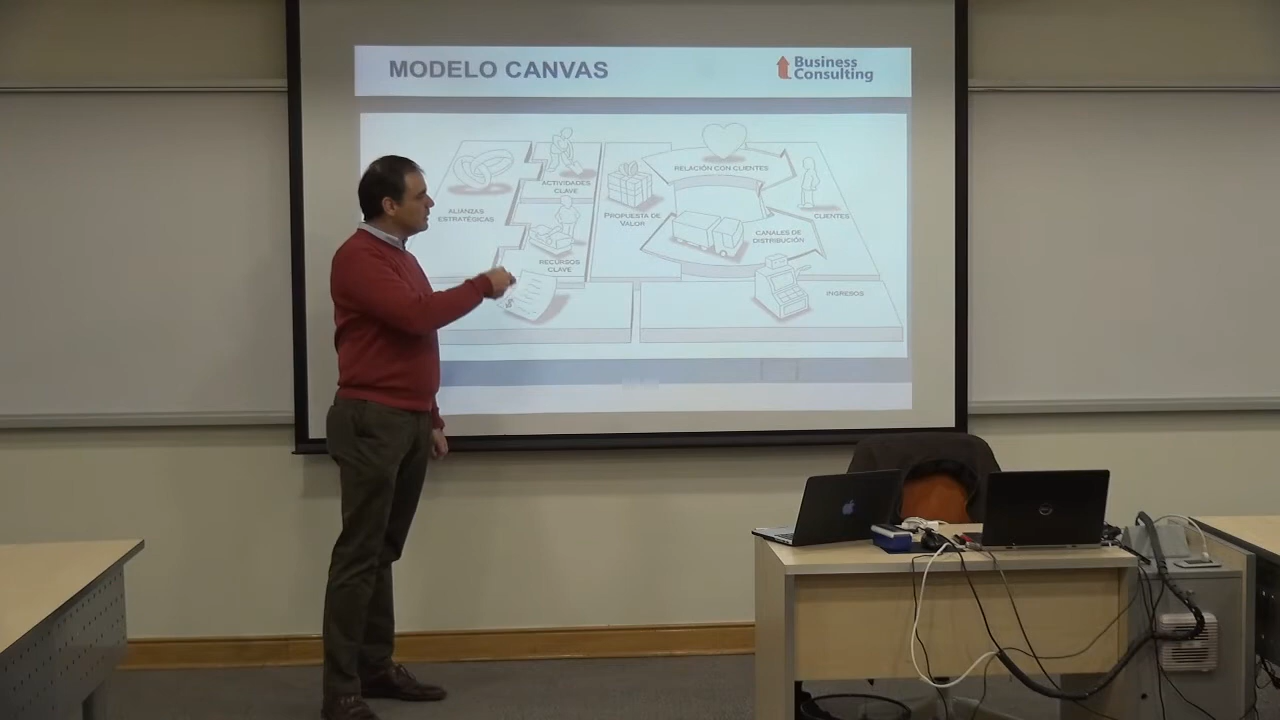 MODELO CANVAS
Business
Consulting
RELACIÓN CON CLIENTES
ACTIVIDADES
CLAVE
ALIANZAS
ESTRATÉGICAS
PROPUESTA DE
VALOR
CLIENTES
CANALES DE
DISTRIBUCIÓN
RECURSOS
CLAVE
INGRESOS
$